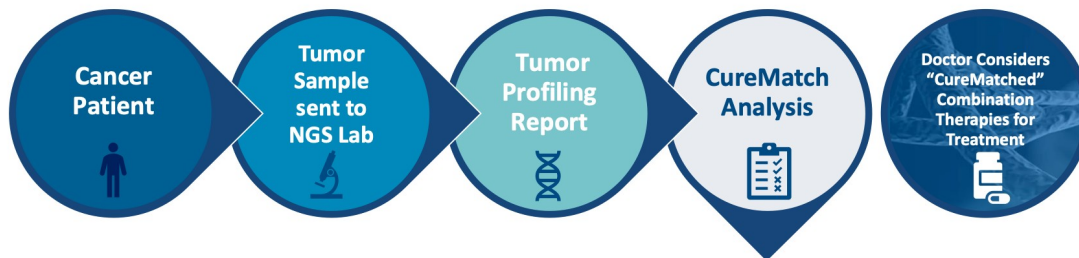 Cancer
Patient
Tumor
Sample
sent to
NGS Lab
Tumor
Profiling
Report
CureMatch
Analysis
Doctor Considers
“CureMatched”
Combination
Therapies for
Treatment